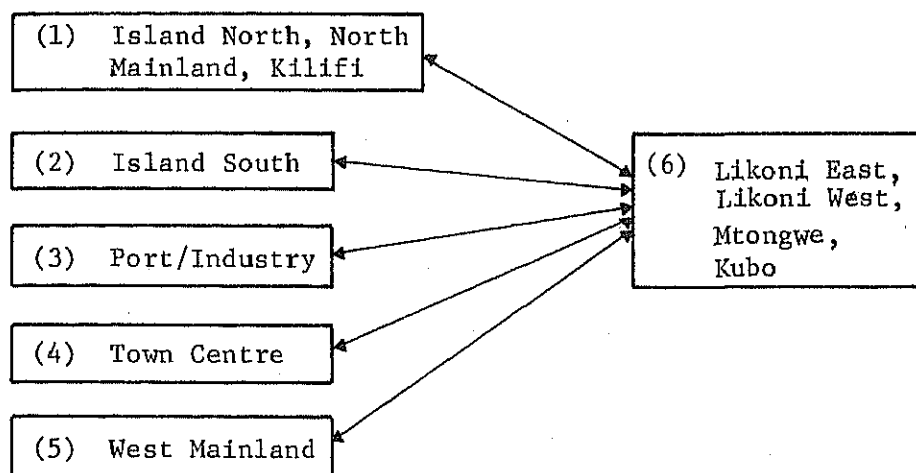 (1) Island North, North
Mainland, Kilifi
(2) Island South
(3) Port/Industry
(4) Town Centre
(5) West Mainland
(6) Likoni East,
Likoni West,
Mtongwe,
Kubo